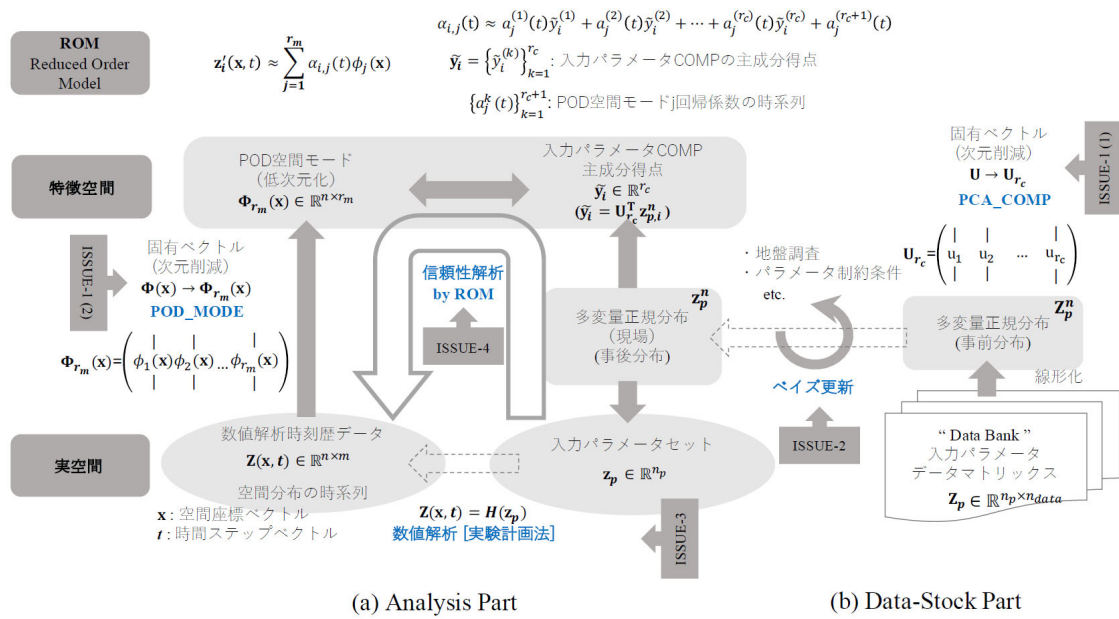 ROM
Reduced Order
Model
z′ᵢ(x, t) ≈ ∑_{j=1}^{r_m} α_{i,j}(t)ϕ_j(x)
α_{i,j}(t) ≈ a_j^{(1)}(t)ỹ_i^{(1)} + a_j^{(2)}(t)ỹ_i^{(2)} + ⋯ + a_j^{(r_c)}(t)ỹ_i^{(r_c)} + a_j^{(r_c+1)}(t)
ỹ_i = {ỹ_i^{(k)}}_{k=1}^{r_c}: 入力パラメータCOMPの主成分得点
{a_j^k(t)}_{k=1}^{r_c+1}: POD空間モードj回帰係数の時系列
特徴空間
POD空間モード
(低次元化)
Φ_{r_m}(x) ∈ ℝ^{n×r_m}
入力パラメータCOMP
主成分得点
ỹ_i ∈ ℝ^{r_c}
(ỹ_i = U_{r_c}^T z_{p,i}^n)
固有ベクトル
(次元削減)
U → U_{r_c}
PCA_COMP
ISSUE-1 (1)
U_{r_c}=(u₁ u₂ … u_{r_c})
ISSUE-1 (2)
固有ベクトル
(次元削減)
Φ(x) → Φ_{r_m}(x)
POD_MODE
Φ_{r_m}(x)=(ϕ₁(x)ϕ₂(x)…ϕ_{r_m}(x))
信頼性解析
by ROM
ISSUE-4
z_p^n
多変量正規分布
(現場)
(事後分布)
・地盤調査
・パラメータ制約条件
etc.
ベイズ更新
ISSUE-2
Z_p^n
多変量正規分布
(事前分布)
線形化
“ Data Bank ”
入力パラメータ
データマトリックス
Z_p ∈ ℝ^{n_p×n_{data}}
実空間
数値解析時刻歴データ
Z(x, t) ∈ ℝ^{n×m}
空間分布の時系列
x : 空間座標ベクトル
t : 時間ステップベクトル
入力パラメータセット
z_p ∈ ℝ^{n_p}
Z(x, t) = H(z_p)
数値解析 [実験計画法]
ISSUE-3
(a) Analysis Part
(b) Data-Stock Part